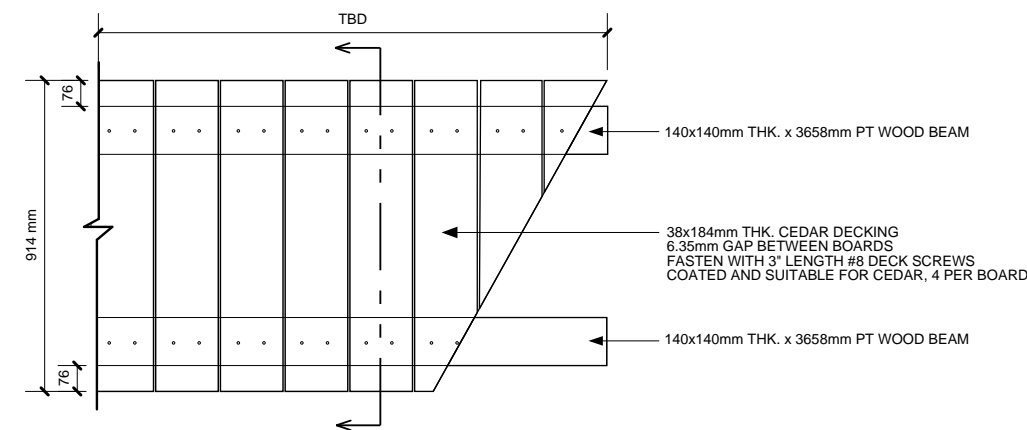 TBD
76
140x140mm THK. x 3658mm PT WOOD BEAM
914 mm
38x184mm THK. CEDAR DECKING
6.35mm GAP BETWEEN BOARDS
FASTEN WITH 3" LENGTH #8 DECK SCREWS
COATED AND SUITABLE FOR CEDAR, 4 PER BOARD
140x140mm THK. x 3658mm PT WOOD BEAM
76